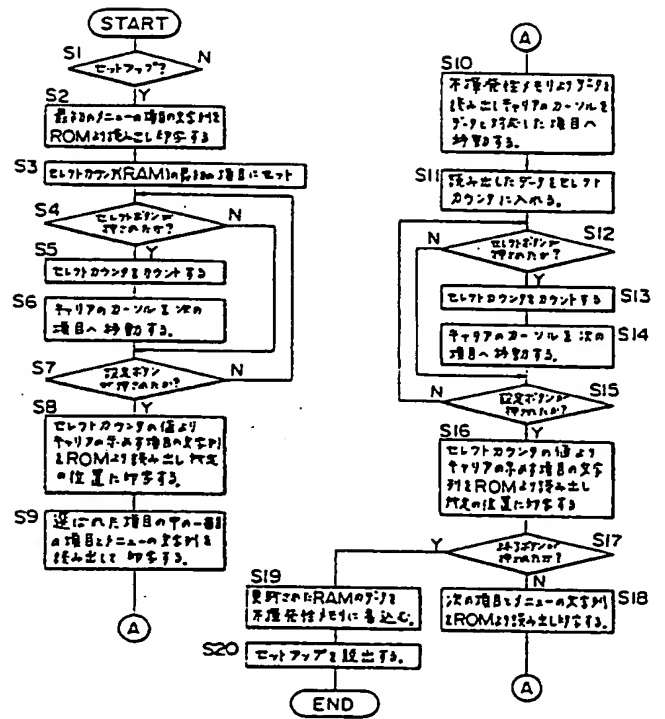 START
S1
セットアップ?
N
Y
S2
最初のメニューの項目の文字列を
ROMより読み出し印字する
S3
セレクトカウンタ(RAM)の最初の項目にセット
S4
セレクトボタンが
押されたか?
N
Y
S5
セレクトカウンタをカウントする
S6
キャリアのカーソルを次の
項目へ移動する。
S7
設定ボタン
が押されたか?
N
Y
S8
セレクトカウンタの値より
キャリアの示めす項目の文字列
をROMより読み出し所定
の位置に印字する。
S9
選ばれた項目の中の一番目
の項目とメニューの文字列を
読み出して印字する。
A
A
S10
不揮発性メモリよりデータを
読み出しキャリアのカーソルを
データと対応した項目へ
移動する。
S11
読み出したデータをセレクト
カウンタに入れる。
S12
セレクトボタンが
押されたか?
N
Y
S13
セレクトカウンタをカウントする
S14
キャリアのカーソルを次の
項目へ移動する。
S15
設定ボタンが
押されたか?
N
Y
S16
セレクトカウンタの値より
キャリアの示めす項目の文字
列をROMより読み出し
所定の位置に印字する
S17
ボタンが
押されたか?
Y
N
S18
次の項目とメニューの文字列
をROMより読み出し印字する。
S19
更新されたRAMのデータを
不揮発性メモリに書込む。
S20
セットアップを脱出する。
END
A